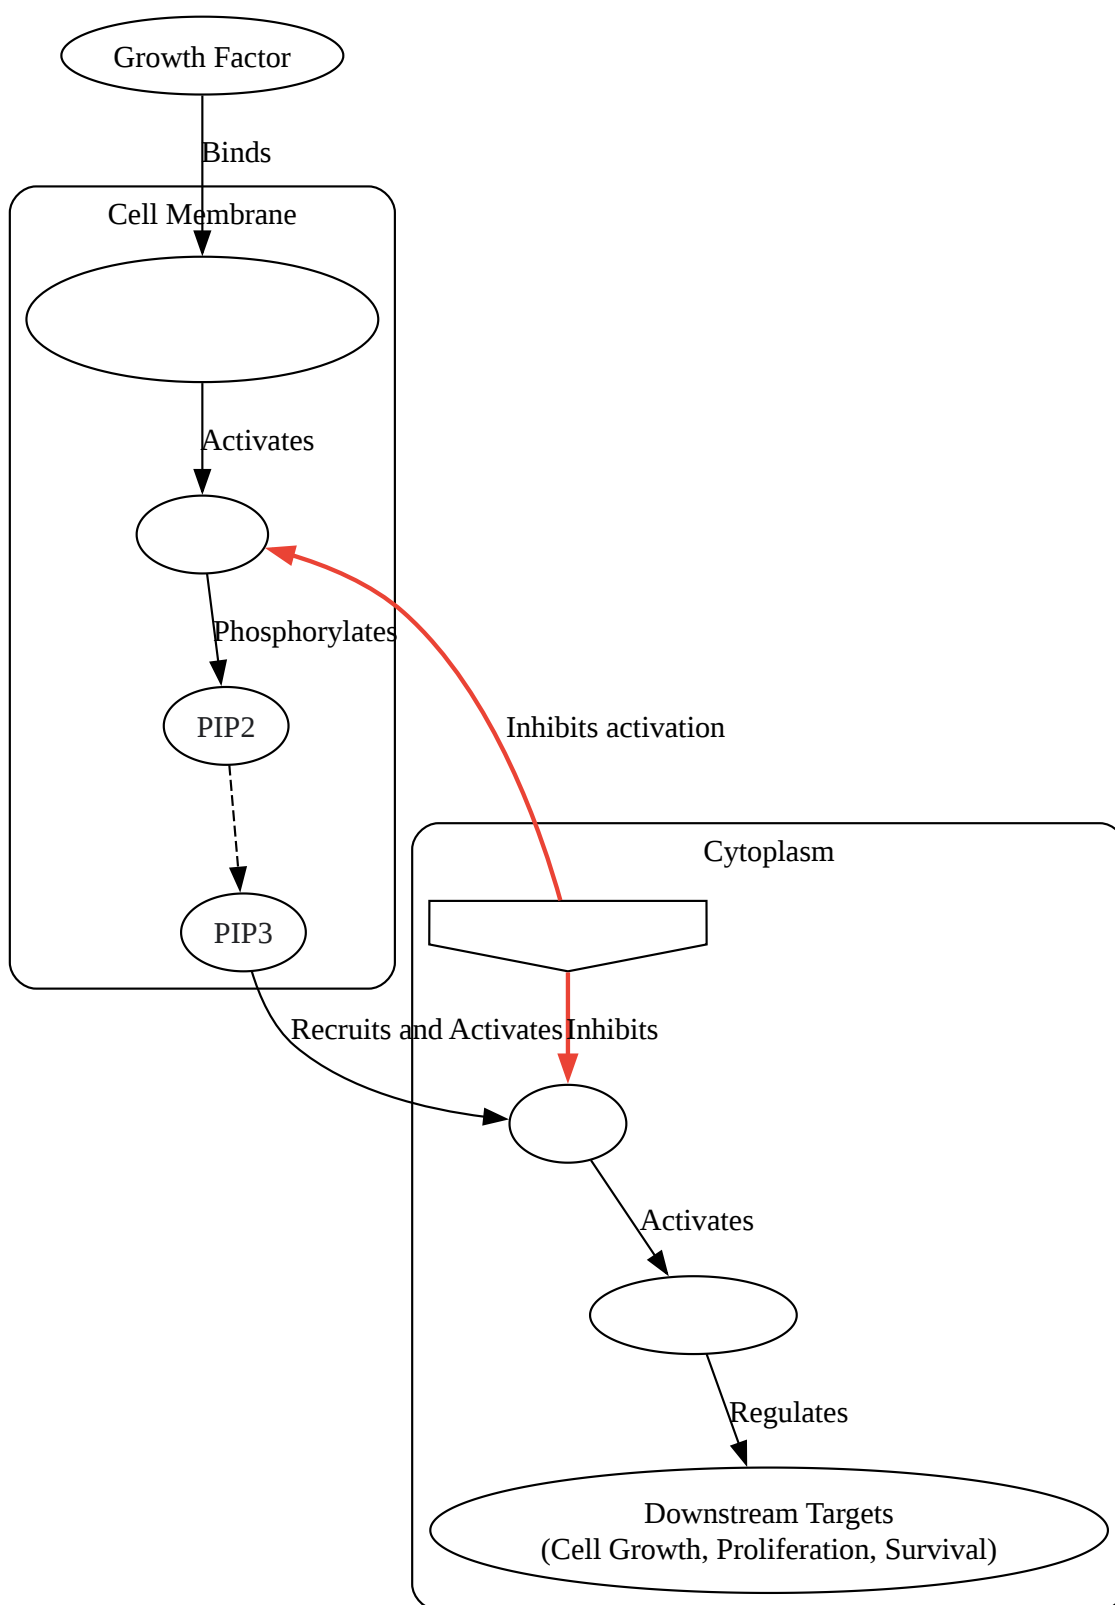 Growth Factor
Binds
Cell Membrane
Activates
Phosphorylates
PIP2
Inhibits activation
Cytoplasm
PIP3
Recruits and Activates
Inhibits
Activates
Regulates
Downstream Targets
(Cell Growth, Proliferation, Survival)